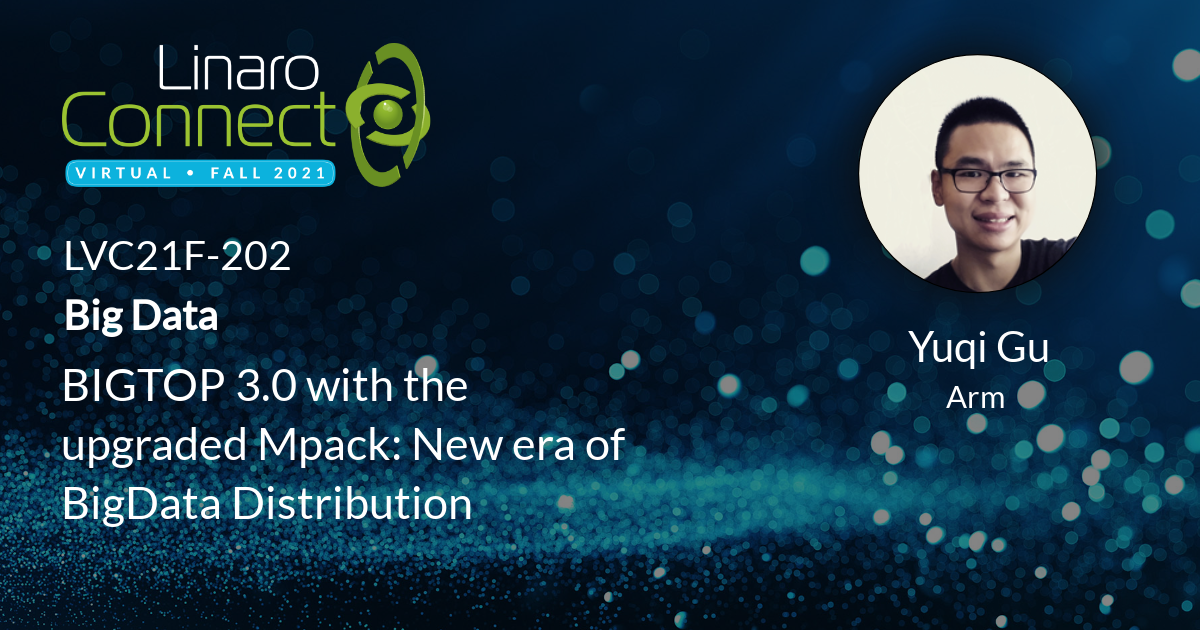 Linaro
Connect
VIRTUAL • FALL 2021
LVC21F-202
Big Data
BIGTOP 3.0 with the
upgraded Mpack: New era of
BigData Distribution
Yuqi Gu
Arm